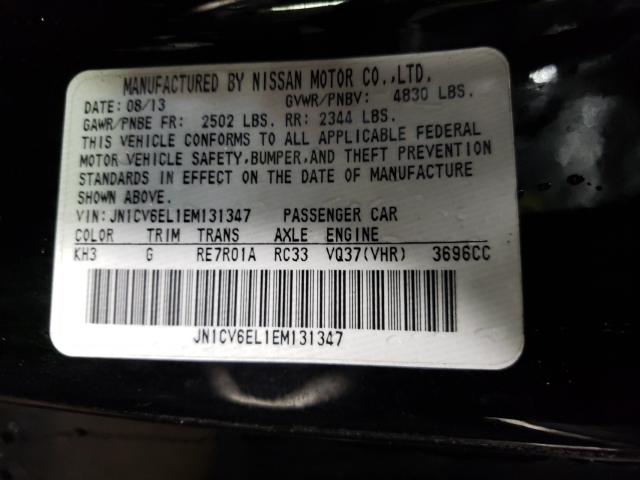 MANUFACTURED BY NISSAN MOTOR CO.,LTD.
DATE: 08/13 GVWR/PNBV: 4830 LBS.
GAWR/PNBE FR: 2502 LBS. RR: 2344 LBS.
THIS VEHICLE CONFORMS TO ALL APPLICABLE FEDERAL
MOTOR VEHICLE SAFETY,BUMPER,AND THEFT PREVENTION
STANDARDS IN EFFECT ON THE DATE OF MANUFACTURE
SHOWN ABOVE.
VIN: JN1CV6EL1EM131347 PASSENGER CAR
COLOR TRIM TRANS AXLE ENGINE
KH3 G RE7R01A RC33 VQ37(VHR) 3696CC
JN1CV6EL1EM131347